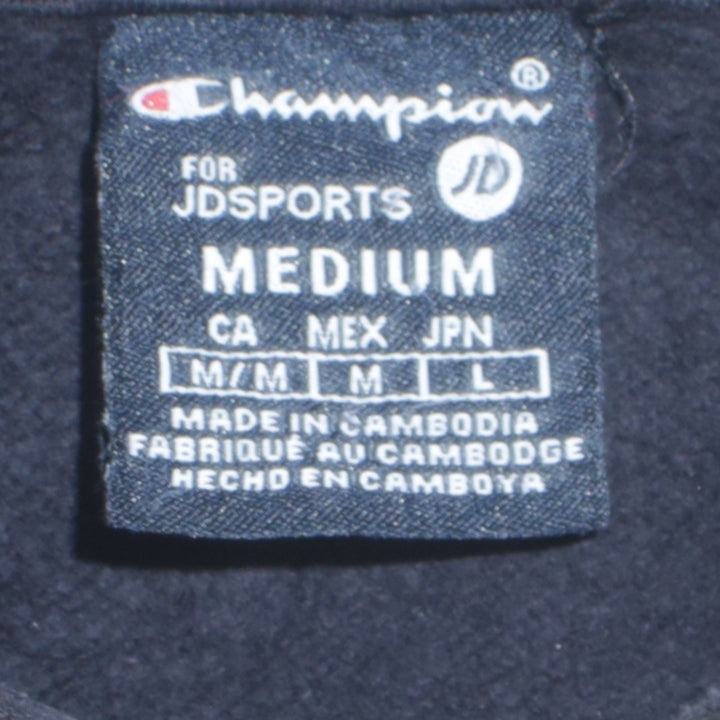 Champion®
FOR
JDSPORTS JD
MEDIUM
CA MEX JPN
M/M M L
MADE IN CAMBODIA
FABRIQUÉ AU CAMBODGE
HECHO EN CAMBOYA